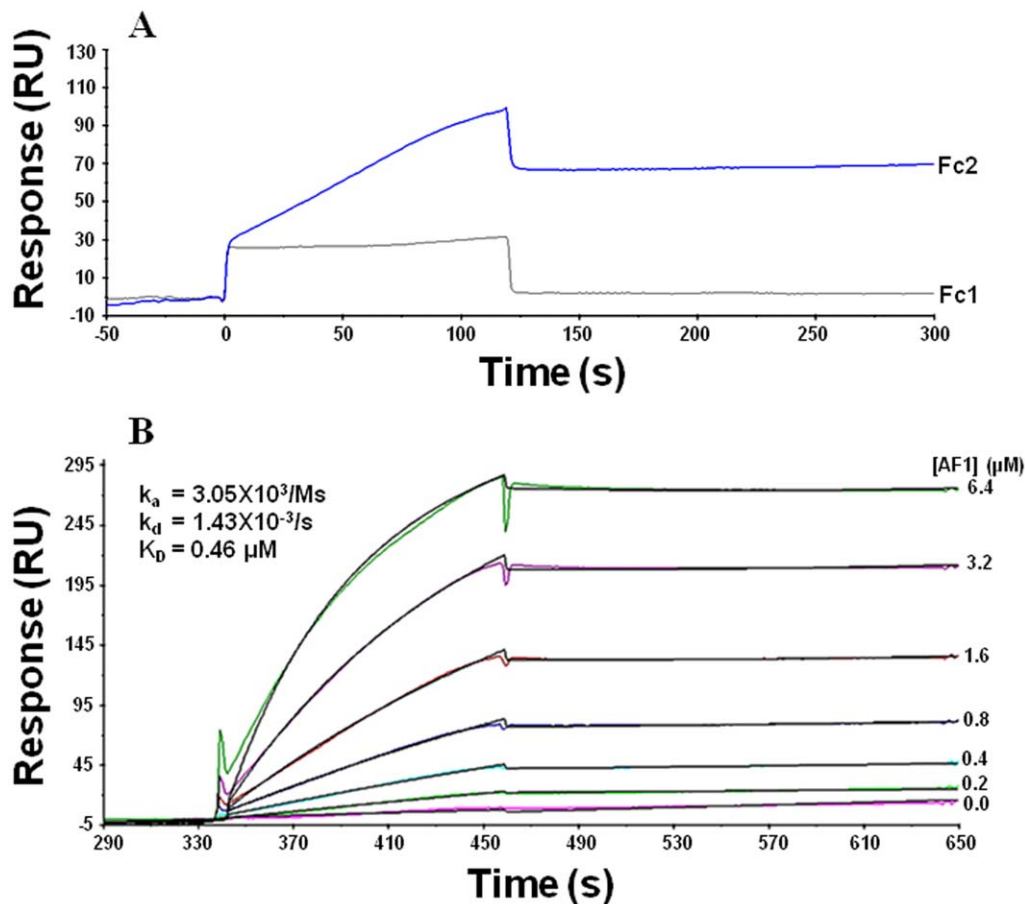 A
Response (RU)
130
110
90
70
50
30
10
-10
Fc2
Fc1
-50 0 50 100 150 200 250 300
Time (s)
B
Response (RU)
295
245
195
145
95
45
-5
kₐ = 3.05X10³/Ms
k_d = 1.43X10⁻³/s
K_D = 0.46 µM
[AF1] (µM)
6.4
3.2
1.6
0.8
0.4
0.2
0.0
290 330 370 410 450 490 530 570 610 650
Time (s)